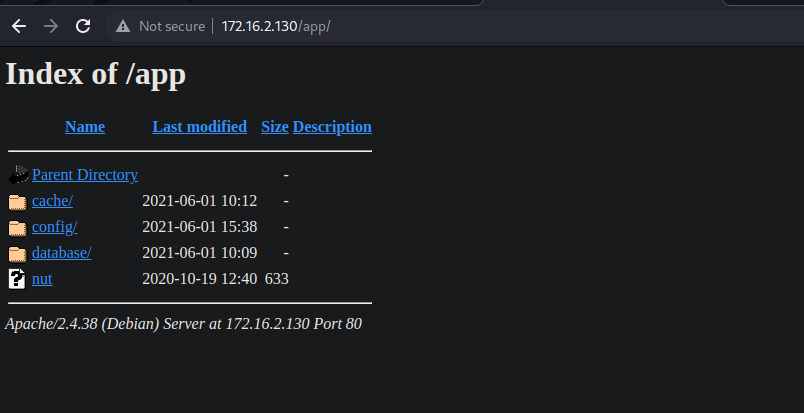 Not secure | 172.16.2.130/app/
Index of /app
Name Last modified Size Description
Parent Directory -
cache/ 2021-06-01 10:12 -
config/ 2021-06-01 15:38 -
database/ 2021-06-01 10:09 -
nut 2020-10-19 12:40 633
Apache/2.4.38 (Debian) Server at 172.16.2.130 Port 80